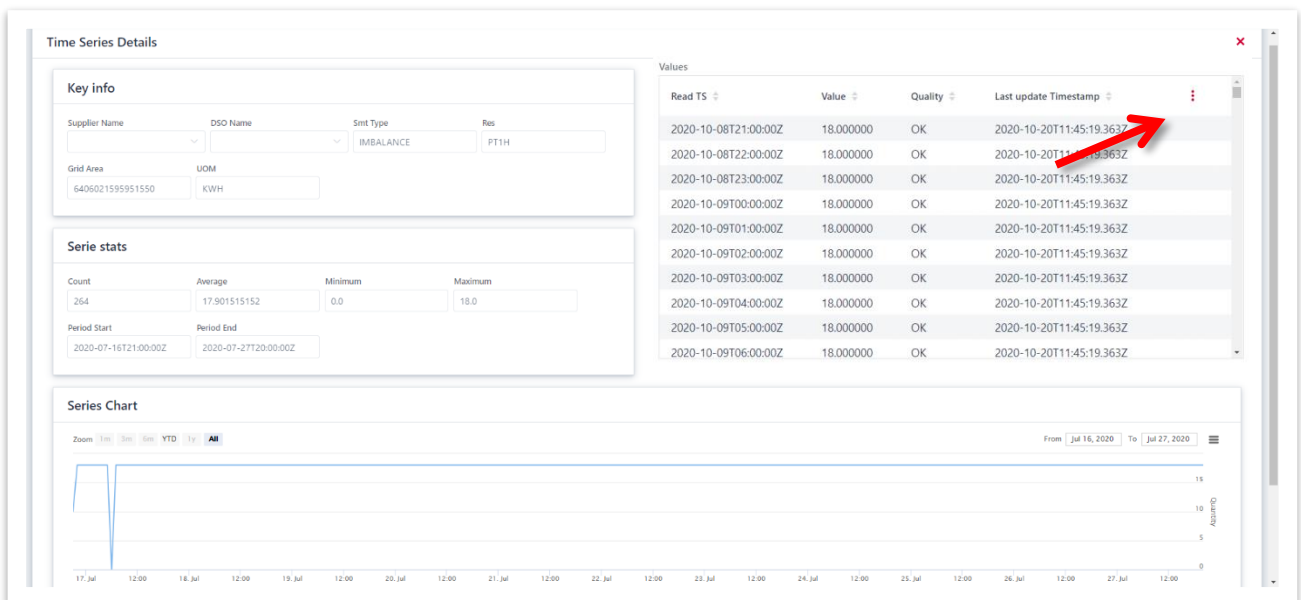 Time Series Details
Key info
Supplier Name DSO Name Smt Type Res
IMBALANCE PT1H
Grid Area UOM
6406021595951550 KWH
Serie stats
Count Average Minimum Maximum
264 17.901515152 0.0 18.0
Period Start Period End
2020-07-16T21:00:00Z 2020-07-27T20:00:00Z
Values
Read TS Value Quality Last update Timestamp
2020-10-08T21:00:00Z 18.000000 OK 2020-10-20T11:45:19.363Z
2020-10-08T22:00:00Z 18.000000 OK 2020-10-20T11:45:19.363Z
2020-10-08T23:00:00Z 18.000000 OK 2020-10-20T11:45:19.363Z
2020-10-09T00:00:00Z 18.000000 OK 2020-10-20T11:45:19.363Z
2020-10-09T01:00:00Z 18.000000 OK 2020-10-20T11:45:19.363Z
2020-10-09T02:00:00Z 18.000000 OK 2020-10-20T11:45:19.363Z
2020-10-09T03:00:00Z 18.000000 OK 2020-10-20T11:45:19.363Z
2020-10-09T04:00:00Z 18.000000 OK 2020-10-20T11:45:19.363Z
2020-10-09T05:00:00Z 18.000000 OK 2020-10-20T11:45:19.363Z
2020-10-09T06:00:00Z 18.000000 OK 2020-10-20T11:45:19.363Z
Series Chart
Zoom 1m 3m 6m YTD 1y All From Jul 16, 2020 To Jul 27, 2020
15
10
5
0
Quantity
17. Jul 12:00 18. Jul 12:00 19. Jul 12:00 20. Jul 12:00 21. Jul 12:00 22. Jul 12:00 23. Jul 12:00 24. Jul 12:00 25. Jul 12:00 26. Jul 12:00 27. Jul 12:00